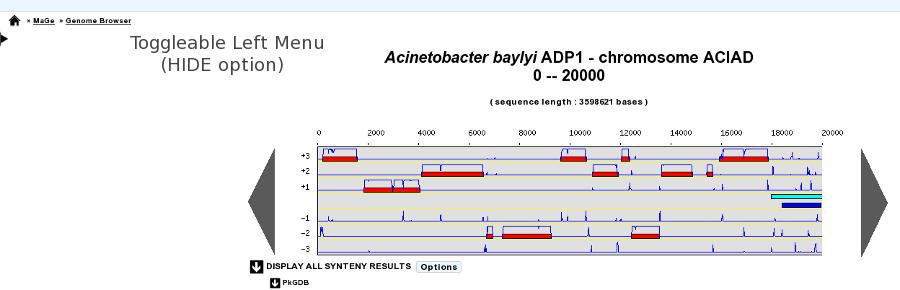 » MaGe » Genome Browser
Toggleable Left Menu
(HIDE option)
Acinetobacter baylyi ADP1 - chromosome ACIAD
0 -- 20000
( sequence length : 3598621 bases )
0 2000 4000 6000 8000 10000 12000 14000 16000 18000 20000
+3
+2
+1
-1
-2
-3
DISPLAY ALL SYNTENY RESULTS Options
PkGDB